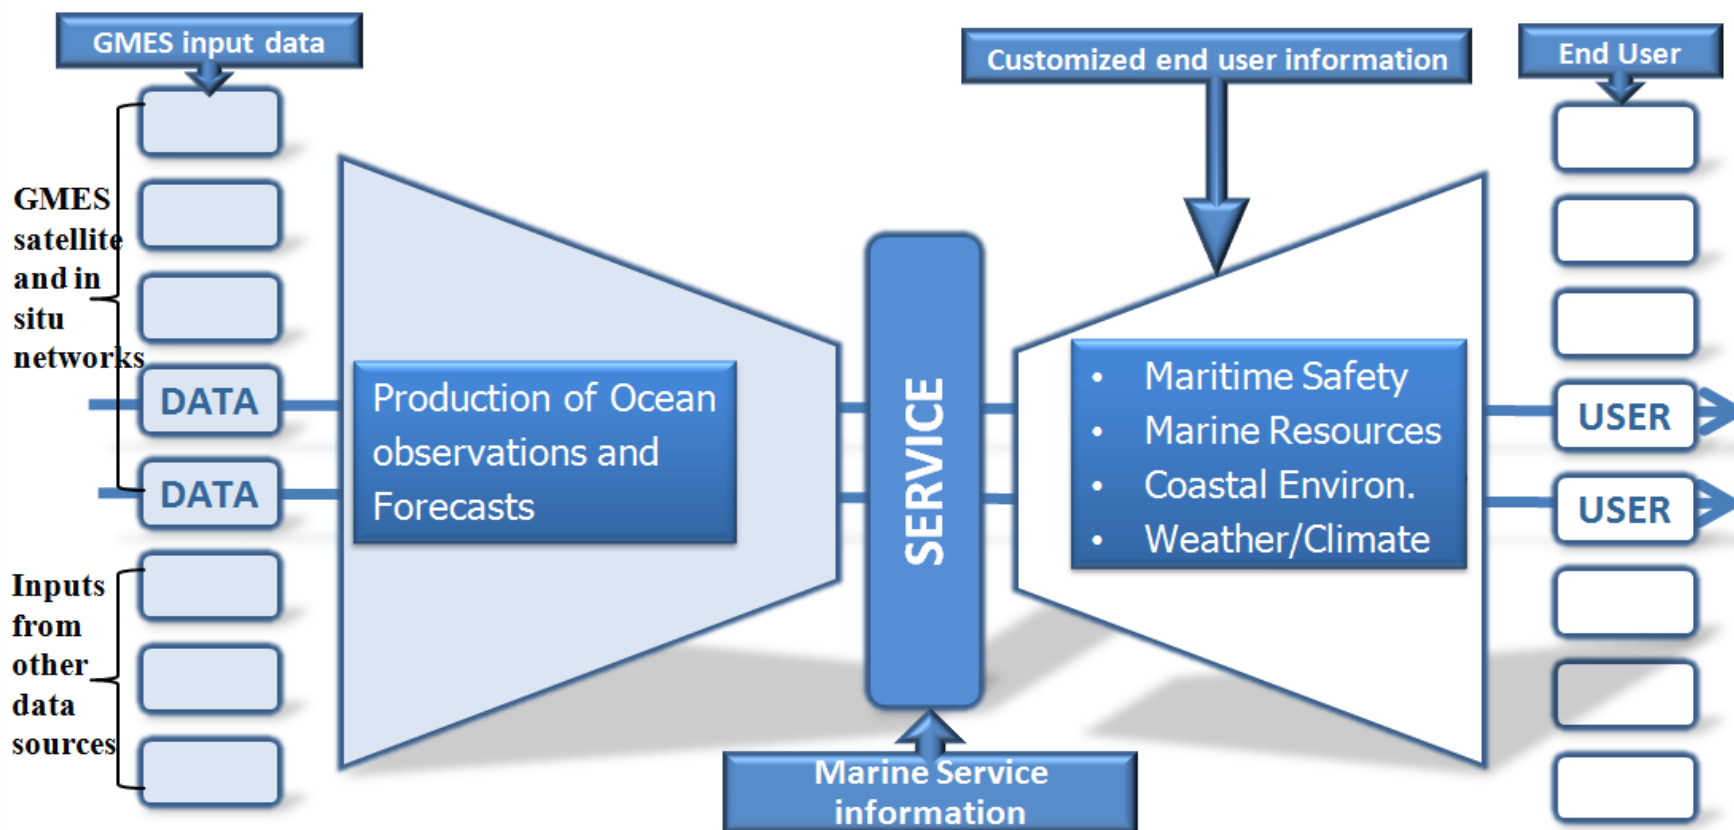 GMES input data
Customized end user information
End User
GMES
satellite
and in
situ
networks
DATA
DATA
Inputs
from
other
data
sources
Production of Ocean
observations and
Forecasts
SERVICE
• Maritime Safety
• Marine Resources
• Coastal Environ.
• Weather/Climate
USER
USER
Marine Service
information